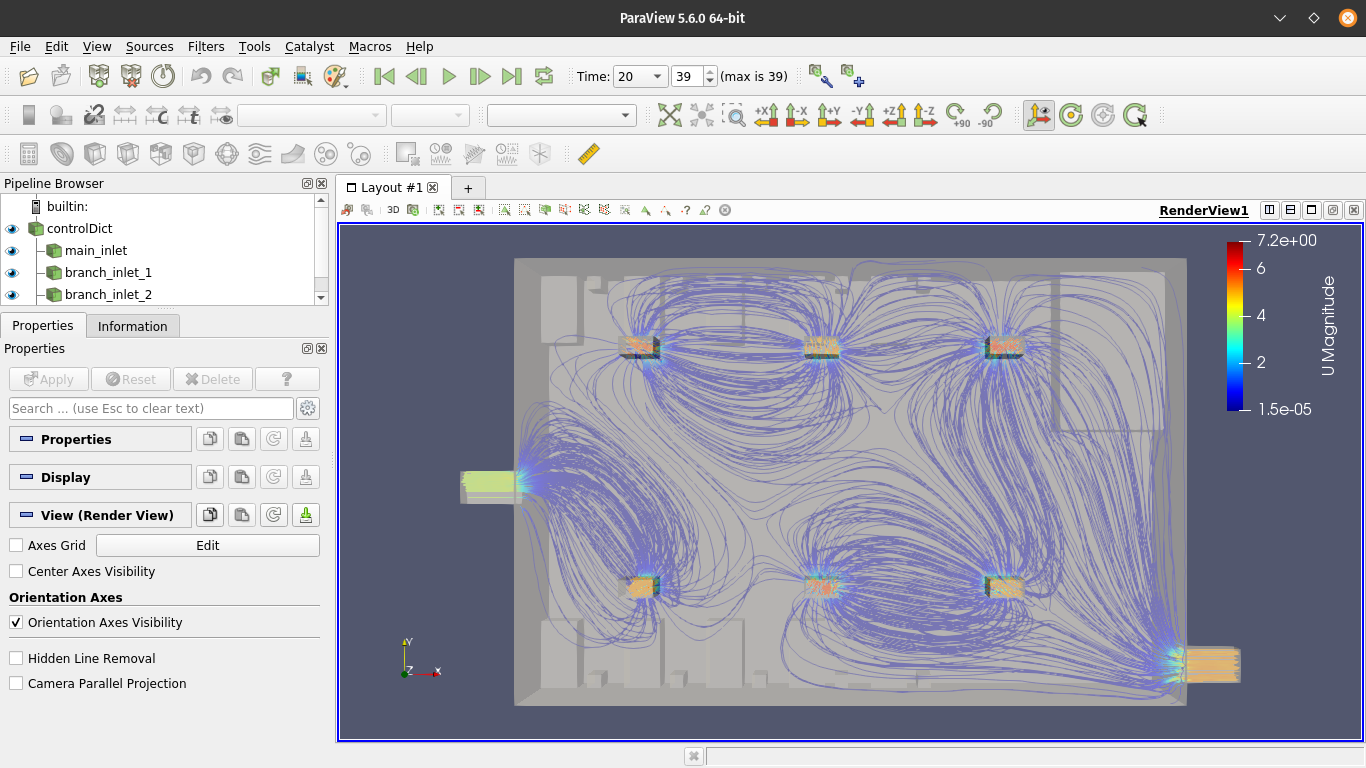 ParaView 5.6.0 64-bit
File Edit View Sources Filters Tools Catalyst Macros Help
Time: 20 39 (max is 39)
+X -X +Y -Y +Z -Z +90 -90
Pipeline Browser
builtin:
controlDict
main_inlet
branch_inlet_1
branch_inlet_2
Properties Information
Properties
Apply Reset Delete ?
Search ... (use Esc to clear text)
Properties
Display
View (Render View)
Axes Grid Edit
Center Axes Visibility
Orientation Axes
Orientation Axes Visibility
Hidden Line Removal
Camera Parallel Projection
Layout #1 +
3D
RenderView1
7.2e+00
6
4
2
1.5e-05
U Magnitude
Y
Z X